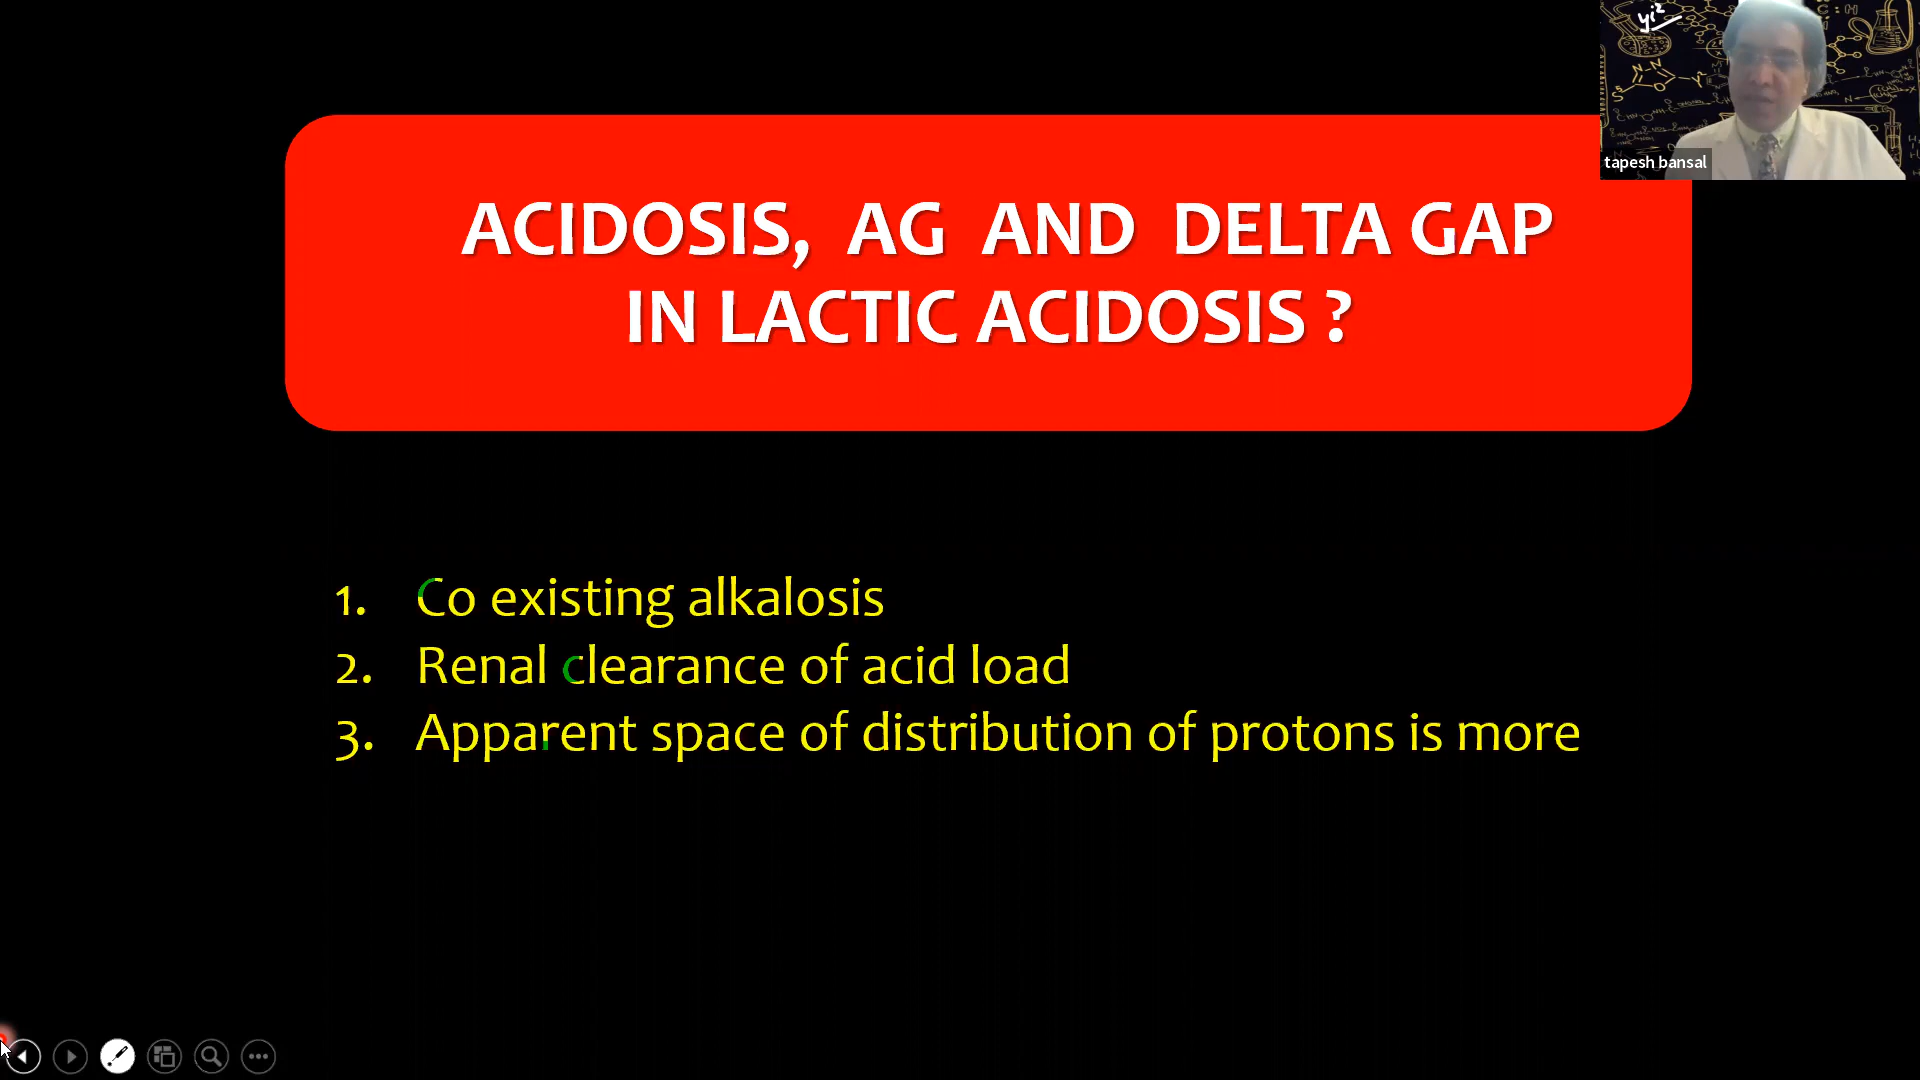 ACIDOSIS, AG AND DELTA GAP
IN LACTIC ACIDOSIS ?
tapesh bansal
1. Co existing alkalosis
2. Renal clearance of acid load
3. Apparent space of distribution of protons is more